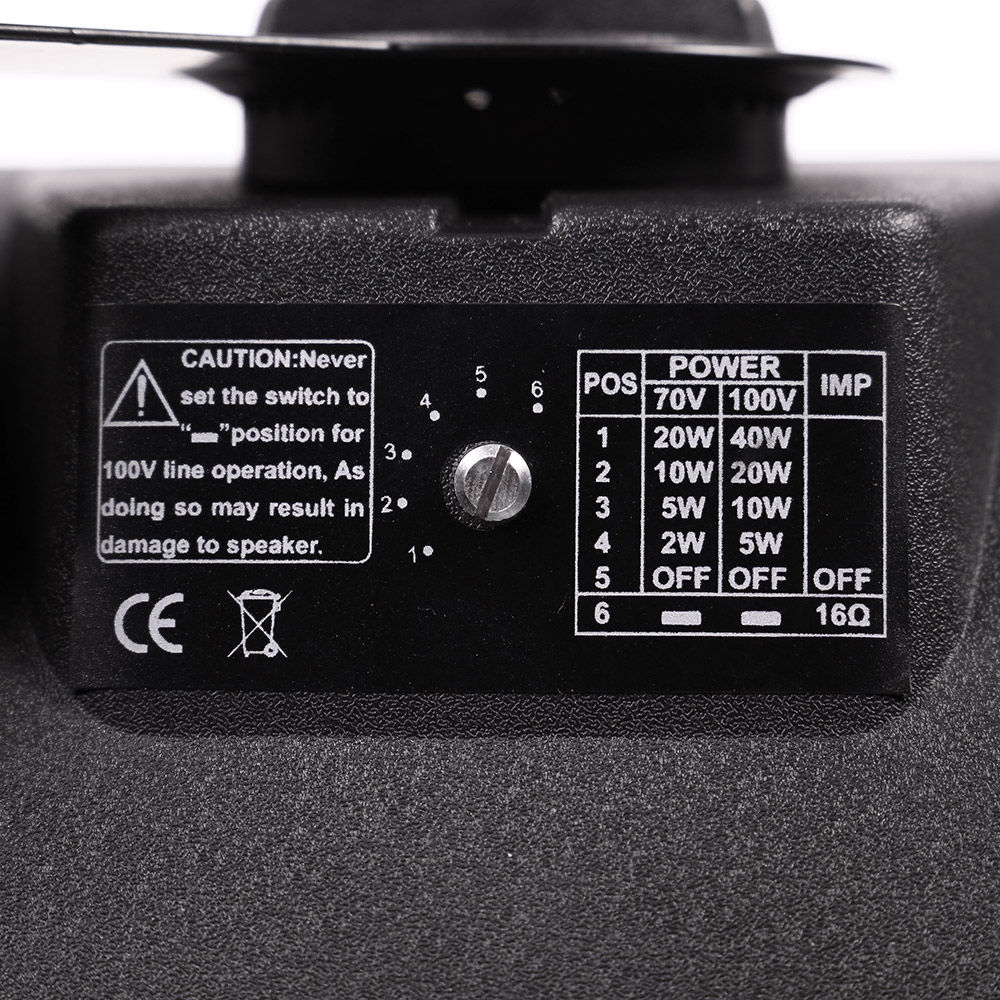 CAUTION:Never
set the switch to
"▬"position for
100V line operation, As
doing so may result in
damage to speaker.
CE
1
2
3
4
5
6
POS POWER IMP
70V 100V
1 20W 40W
2 10W 20W
3 5W 10W
4 2W 5W
5 OFF OFF OFF
6 ▬ ▬ 16Ω